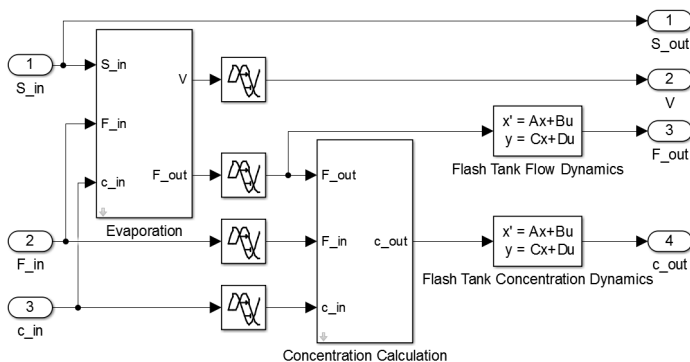 1
S_out
1
S_in
S_in
V
2
V
F_in
x' = Ax+Bu
y = Cx+Du
3
F_out
Flash Tank Flow Dynamics
c_in
F_out
F_out
Evaporation
2
F_in
F_in
c_out
x' = Ax+Bu
y = Cx+Du
4
c_out
Flash Tank Concentration Dynamics
3
c_in
c_in
Concentration Calculation